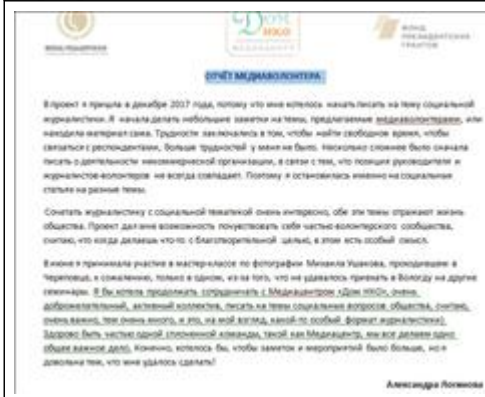 ДОМ
НКО
МЕДИАЦЕНТР
ФОНД
ПРЕЗИДЕНТСКИХ
ГРАНТОВ
ОТЧЁТ МЕДИАВОЛОНТЕРА
В проект я пришла в декабре 2017 года, потому что мне хотелось начать писать на тему социальной
журналистики. Я начала делать небольшие заметки на темы, предлагаемые медиаволонтерами, или
находила материал сама. Трудности заключались в том, чтобы найти свободное время, чтобы
связаться с респондентами, больше трудностей у меня не было. Несколько сложнее было сначала
писать о деятельности некоммерческой организации, в связи с тем, что позиция руководителя и
журналистов-волонтеров не всегда совпадает. Поэтому я остановилась именно на социальных
статьях на разные темы.
Сочетать журналистику с социальной тематикой очень интересно, обе эти темы отражают жизнь
общества. Проект дал мне возможность почувствовать себя частью волонтерского сообщества,
считаю, что когда делаешь что-то с благотворительной целью, в этом есть особый смысл.
В июне я принимала участие в мастер-классе по фотографии Михаила Ушакова, проходившем в
Череповце, к сожалению, только в одном, из-за того, что не удавалось приехать в Вологду на другие
семинары. Я бы хотела продолжать сотрудничать с Медиацентром «Дом НКО», очень
доброжелательный, активный коллектив, писать на темы социальных вопросов общества, считаю,
очень важно, тем очень много, и это, на мой взгляд, какой-то особый формат журналистики).
Здорово быть частью одной сплоченной команды, такой как Медиацентр, мы все делаем одно
общее важное дело). Конечно, хотелось бы, чтобы заметок и мероприятий было больше, но я
довольна тем, что мне удалось сделать!
Александра Логинова